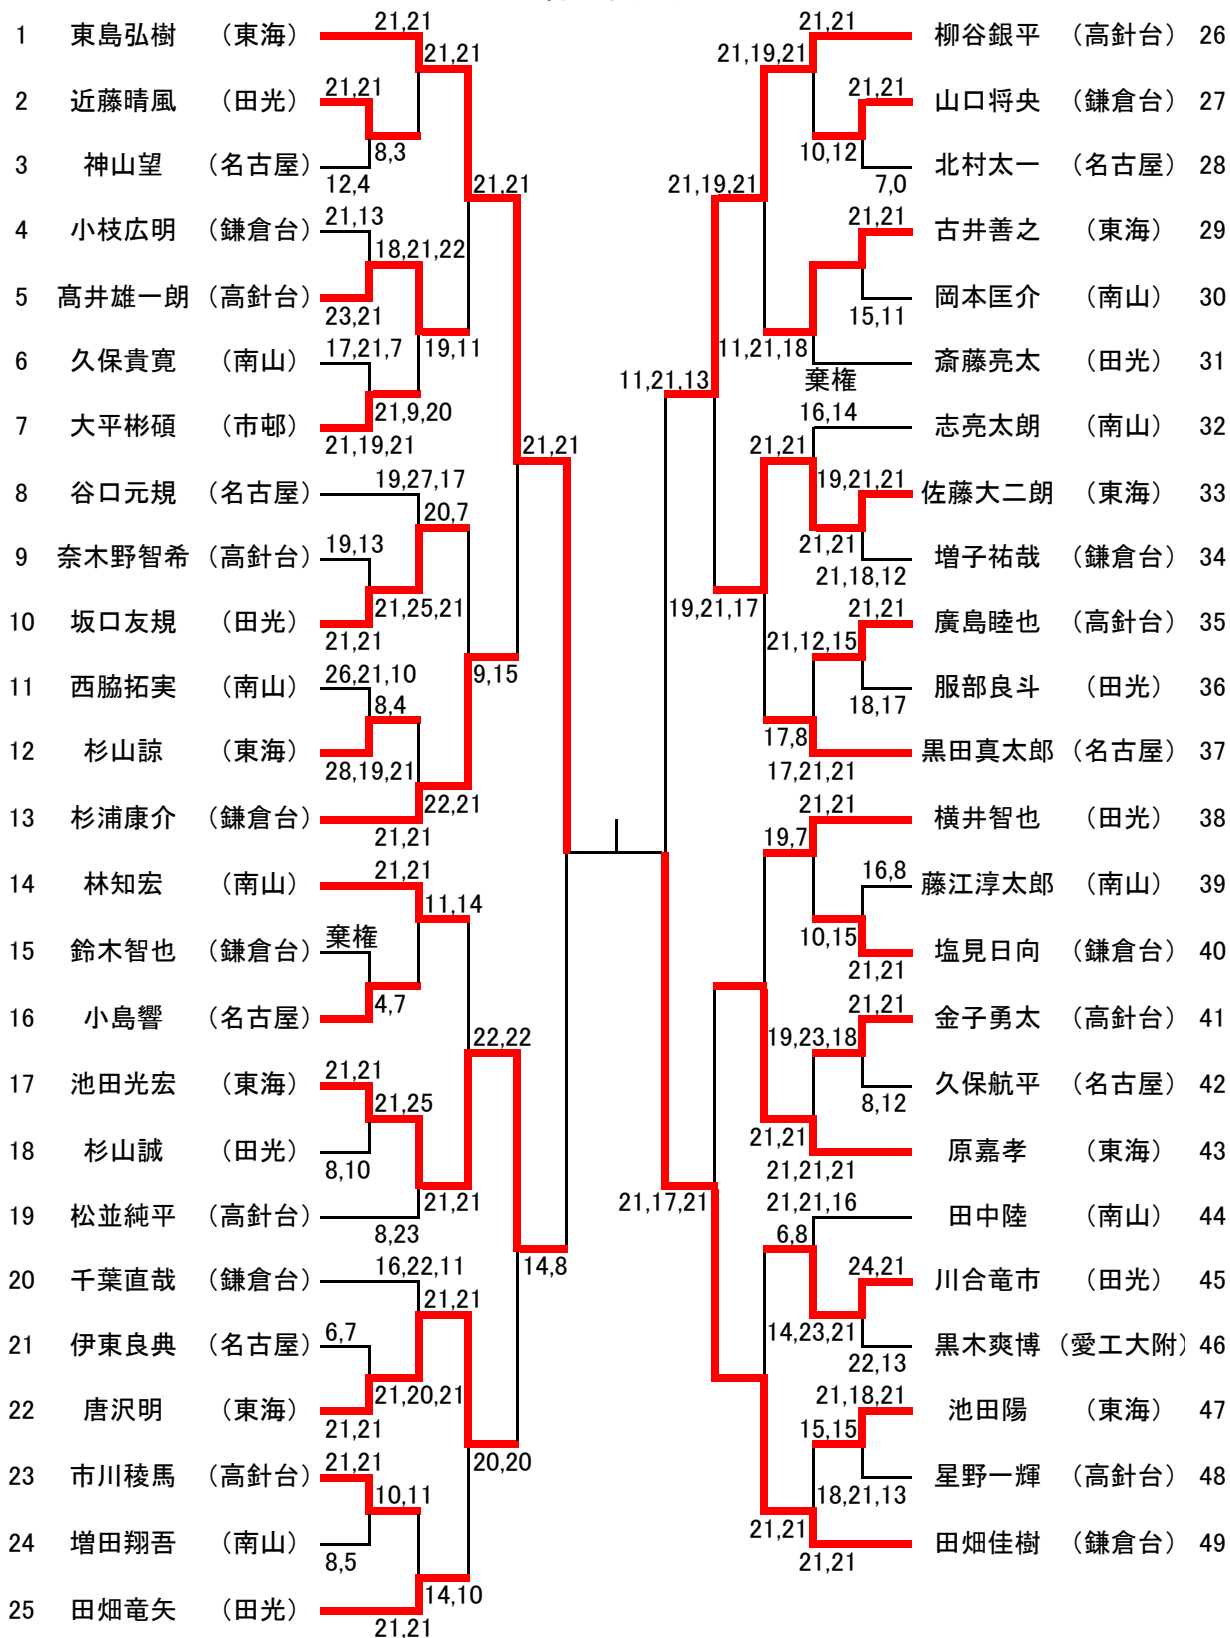 21,21
1 東島弘樹 （東海）
21,21
21,21
2 近藤晴風 （田光）
8,3
3 神山望 （名古屋）
12,4
21,21
21,13
4 小枝広明 （鎌倉台）
18,21,22
5 髙井雄一朗 （高針台）
23,21
17,21,7
19,11
6 久保貴寛 （南山）
21,9,20
7 大平彬碩 （市邨）
21,19,21
21,21
19,27,17
8 谷口元規 （名古屋）
20,7
19,13
9 奈木野智希 （高針台）
21,25,21
10 坂口友規 （田光）
21,21
26,21,10
9,15
11 西脇拓実 （南山）
8,4
12 杉山諒 （東海）
28,19,21
22,21
13 杉浦康介 （鎌倉台）
21,21
21,21
14 林知宏 （南山）
11,14
棄権
15 鈴木智也 （鎌倉台）
4,7
16 小島響 （名古屋）
22,22
21,21
17 池田光宏 （東海）
21,25
18 杉山誠 （田光）
8,10
21,21
19 松並純平 （高針台）
8,23
16,22,11
14,8
20 千葉直哉 （鎌倉台）
21,21
6,7
21 伊東良典 （名古屋）
21,20,21
22 唐沢明 （東海）
21,21
21,21
20,20
23 市川稜馬 （高針台）
10,11
24 増田翔吾 （南山）
8,5
14,10
25 田畑竜矢 （田光）
21,21
21,21
柳谷銀平 （高針台） 26
21,19,21
21,21
山口将央 （鎌倉台） 27
10,12
北村太一 （名古屋） 28
7,0
21,19,21
21,21
古井善之 （東海） 29
岡本匡介 （南山） 30
15,11
11,21,18
斎藤亮太 （田光） 31
棄権
11,21,13
16,14
志亮太朗 （南山） 32
21,21
19,21,21
佐藤大二朗 （東海） 33
21,21
増子祐哉 （鎌倉台） 34
21,18,12
19,21,17
21,21
廣島睦也 （高針台） 35
21,12,15
服部良斗 （田光） 36
18,17
17,8
黒田真太郎 （名古屋） 37
17,21,21
21,21
横井智也 （田光） 38
19,7
16,8
藤江淳太郎 （南山） 39
10,15
塩見日向 （鎌倉台） 40
21,21
21,21
金子勇太 （高針台） 41
19,23,18
久保航平 （名古屋） 42
8,12
21,21
原嘉孝 （東海） 43
21,21,21
21,17,21
21,21,16
田中陸 （南山） 44
6,8
24,21
川合竜市 （田光） 45
14,23,21
黒木爽博 （愛工大附） 46
22,13
21,18,21
池田陽 （東海） 47
15,15
星野一輝 （高針台） 48
18,21,13
21,21
田畑佳樹 （鎌倉台） 49
21,21